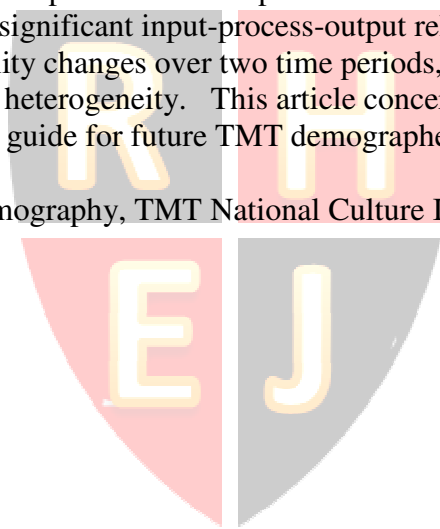 significant input-process-output re
ity changes over two time periods,
heterogeneity. This article concer
guide for future TMT demographe
mography, TMT National Culture
R H
E J